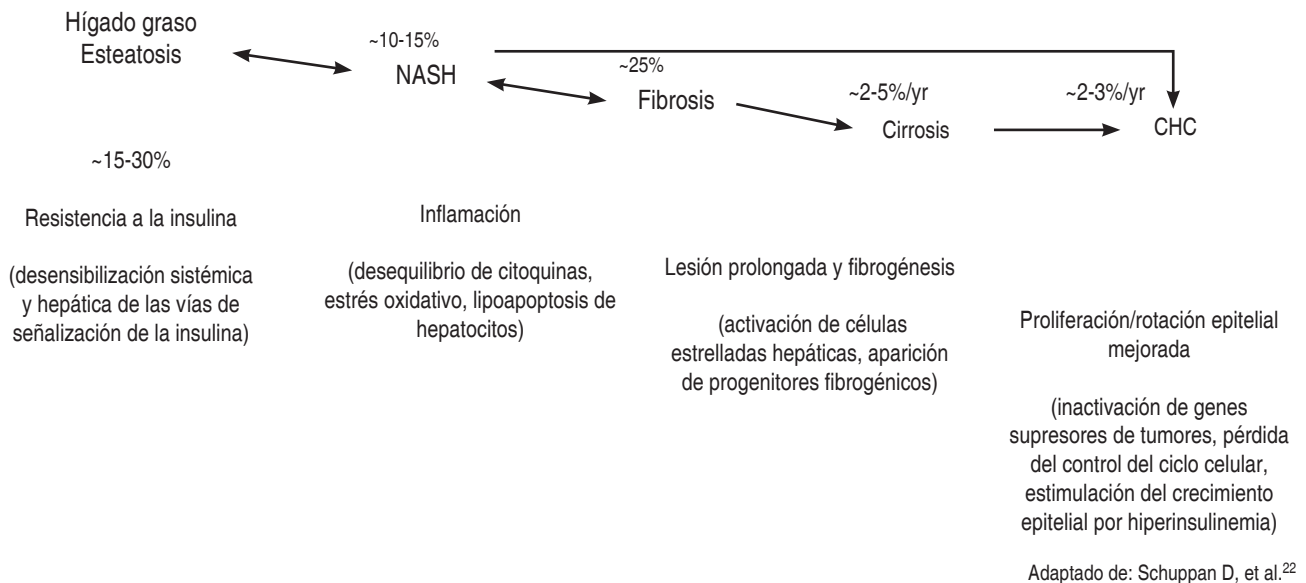 Hígado graso
Esteatosis
~10-15%
NASH
~25%
Fibrosis
~2-5%/yr
Cirrosis
~2-3%/yr
CHC
~15-30%
Resistencia a la insulina
(desensibilización sistémica
y hepática de las vías de
señalización de la insulina)
Inflamación
(desequilibrio de citoquinas,
estrés oxidativo, lipoapoptosis de
hepatocitos)
Lesión prolongada y fibrogénesis
(activación de células
estrelladas hepáticas, aparición
de progenitores fibrogénicos)
Proliferación/rotación epitelial
mejorada
(inactivación de genes
supresores de tumores, pérdida
del control del ciclo celular,
estimulación del crecimiento
epitelial por hiperinsulinemia)
Adaptado de: Schuppan D, et al.²²